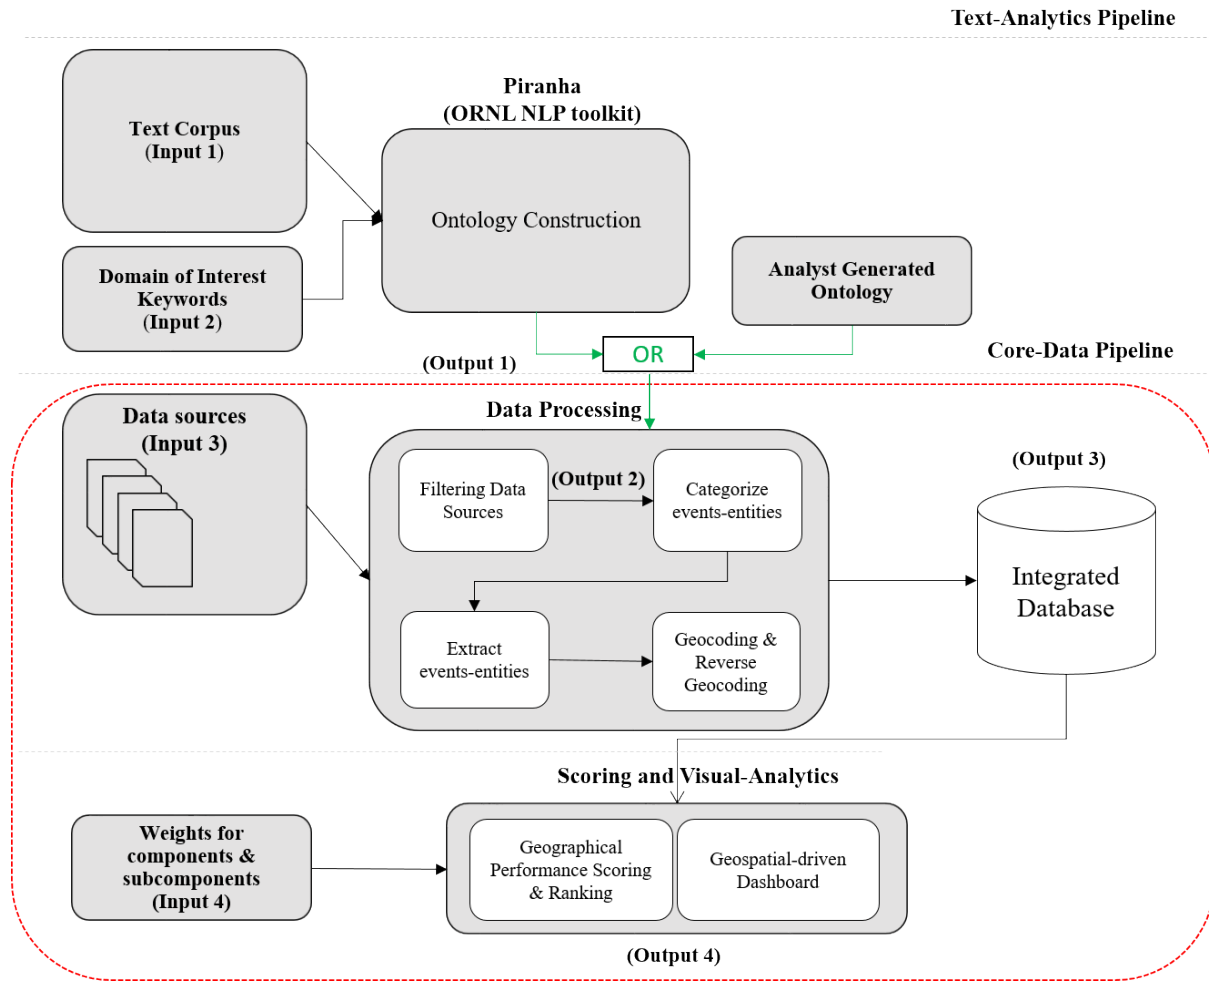 Text-Analytics Pipeline
Piranha
(ORNL NLP toolkit)
Text Corpus
(Input 1)
Ontology Construction
Domain of Interest
Keywords
(Input 2)
Analyst Generated
Ontology
OR
(Output 1)
Core-Data Pipeline
Data sources
(Input 3)
Data Processing
Filtering Data
Sources
(Output 2)
Categorize
events-entities
Extract
events-entities
Geocoding &
Reverse
Geocoding
(Output 3)
Integrated
Database
Scoring and Visual-Analytics
Weights for
components &
subcomponents
(Input 4)
Geographical
Performance Scoring
& Ranking
Geospatial-driven
Dashboard
(Output 4)